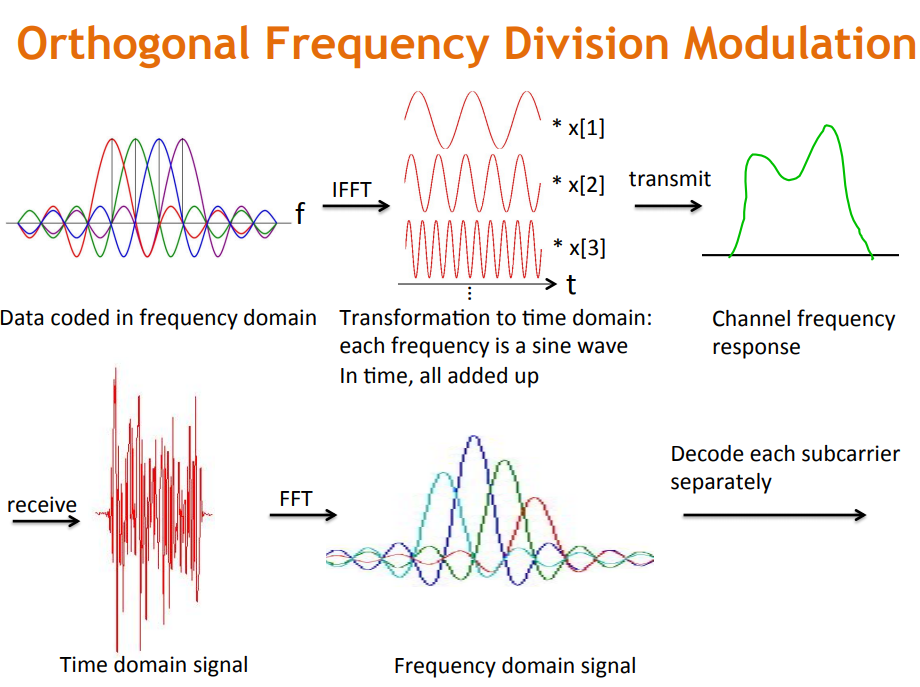 Orthogonal Frequency Division Modulation
f
IFFT
* x[1]
* x[2]
* x[3]
t
transmit
Data coded in frequency domain
Transformation to time domain:
each frequency is a sine wave
In time, all added up
Channel frequency
response
receive
Time domain signal
FFT
Frequency domain signal
Decode each subcarrier
separately